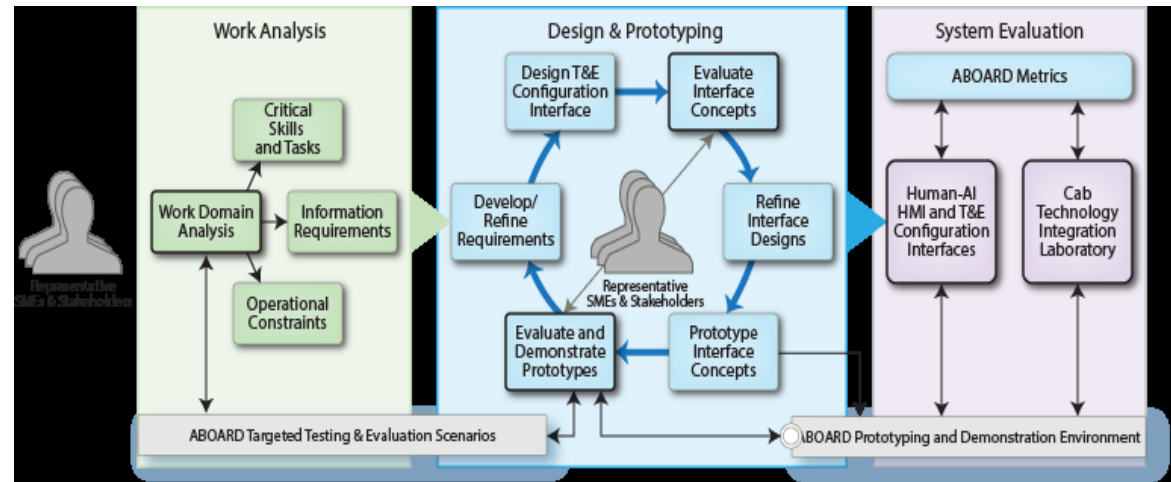 Work Analysis
Critical
Skills
and Tasks
Work Domain
Analysis
Information
Requirements
Operational
Constraints
Representative
SMEs & Stakeholders
Design & Prototyping
Design T&E
Configuration
Interface
Evaluate
Interface
Concepts
Develop/
Refine
Requirements
Refine
Interface
Designs
Representative
SMEs & Stakeholders
Evaluate and
Demonstrate
Prototypes
Prototype
Interface
Concepts
System Evaluation
ABOARD Metrics
Human-AI
HMI and T&E
Configuration
Interfaces
Cab
Technology
Integration
Laboratory
ABOARD Targeted Testing & Evaluation Scenarios
ABOARD Prototyping and Demonstration Environment